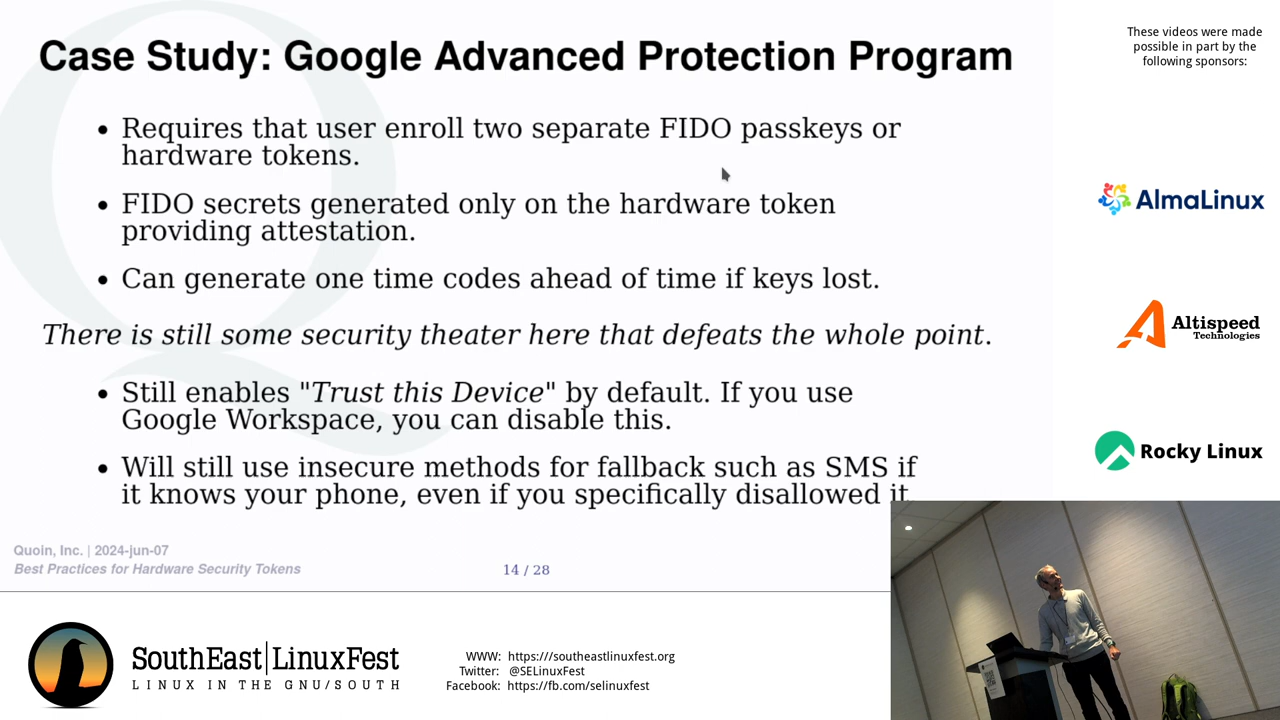 Case Study: Google Advanced Protection Program
These videos were made
possible in part by the
following sponsors:
• Requires that user enroll two separate FIDO passkeys or
hardware tokens.
• FIDO secrets generated only on the hardware token
providing attestation.
• Can generate one time codes ahead of time if keys lost.
There is still some security theater here that defeats the whole point.
• Still enables "Trust this Device" by default. If you use
Google Workspace, you can disable this.
• Will still use insecure methods for fallback such as SMS if
it knows your phone, even if you specifically disallowed it.
AlmaLinux
Altispeed
Technologies
Rocky Linux
Quoin, Inc. | 2024-jun-07
Best Practices for Hardware Security Tokens
14 / 28
SouthEast|LinuxFest
LINUX IN THE GNU/SOUTH
WWW: https:///southeastlinuxfest.org
Twitter: @SELinuxFest
Facebook: https://fb.com/selinuxfest